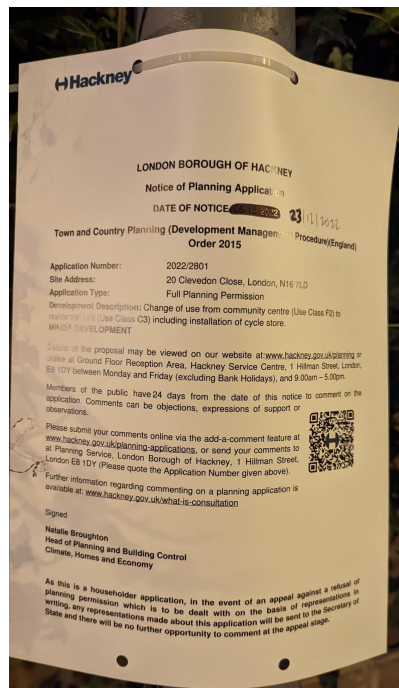 Hackney
LONDON BOROUGH OF HACKNEY
Notice of Planning Application
DATE OF NOTICE 23/12/2022
Town and Country Planning (Development Management Procedure)(England)
Order 2015
Application Number: 2022/2801
Site Address: 20 Clevedon Close, London, N16 7LD
Application Type: Full Planning Permission
Development Description: Change of use from community centre (Use Class F2) to
residential unit (Use Class C3) including installation of cycle store.
MINOR DEVELOPMENT
Details of the proposal may be viewed on our website at:www.hackney.gov.uk/planning or
online at Ground Floor Reception Area, Hackney Service Centre, 1 Hillman Street, London,
E8 1DY between Monday and Friday (excluding Bank Holidays), and 9.00am – 5.00pm.
Members of the public have 24 days from the date of this notice to comment on the
application. Comments can be objections, expressions of support or
observations.
Please submit your comments online via the add-a-comment feature at
www.hackney.gov.uk/planning-applications, or send your comments to
at Planning Service, London Borough of Hackney, 1 Hillman Street,
London E8 1DY (Please quote the Application Number given above).
Further information regarding commenting on a planning application is
available at: www.hackney.gov.uk/what-is-consultation
Signed
Natalie Broughton
Head of Planning and Building Control
Climate, Homes and Economy
As this is a householder application, in the event of an appeal against a refusal of
planning permission which is to be dealt with on the basis of representations in
writing, any representations made about this application will be sent to the Secretary of
State and there will be no further opportunity to comment at the appeal stage.